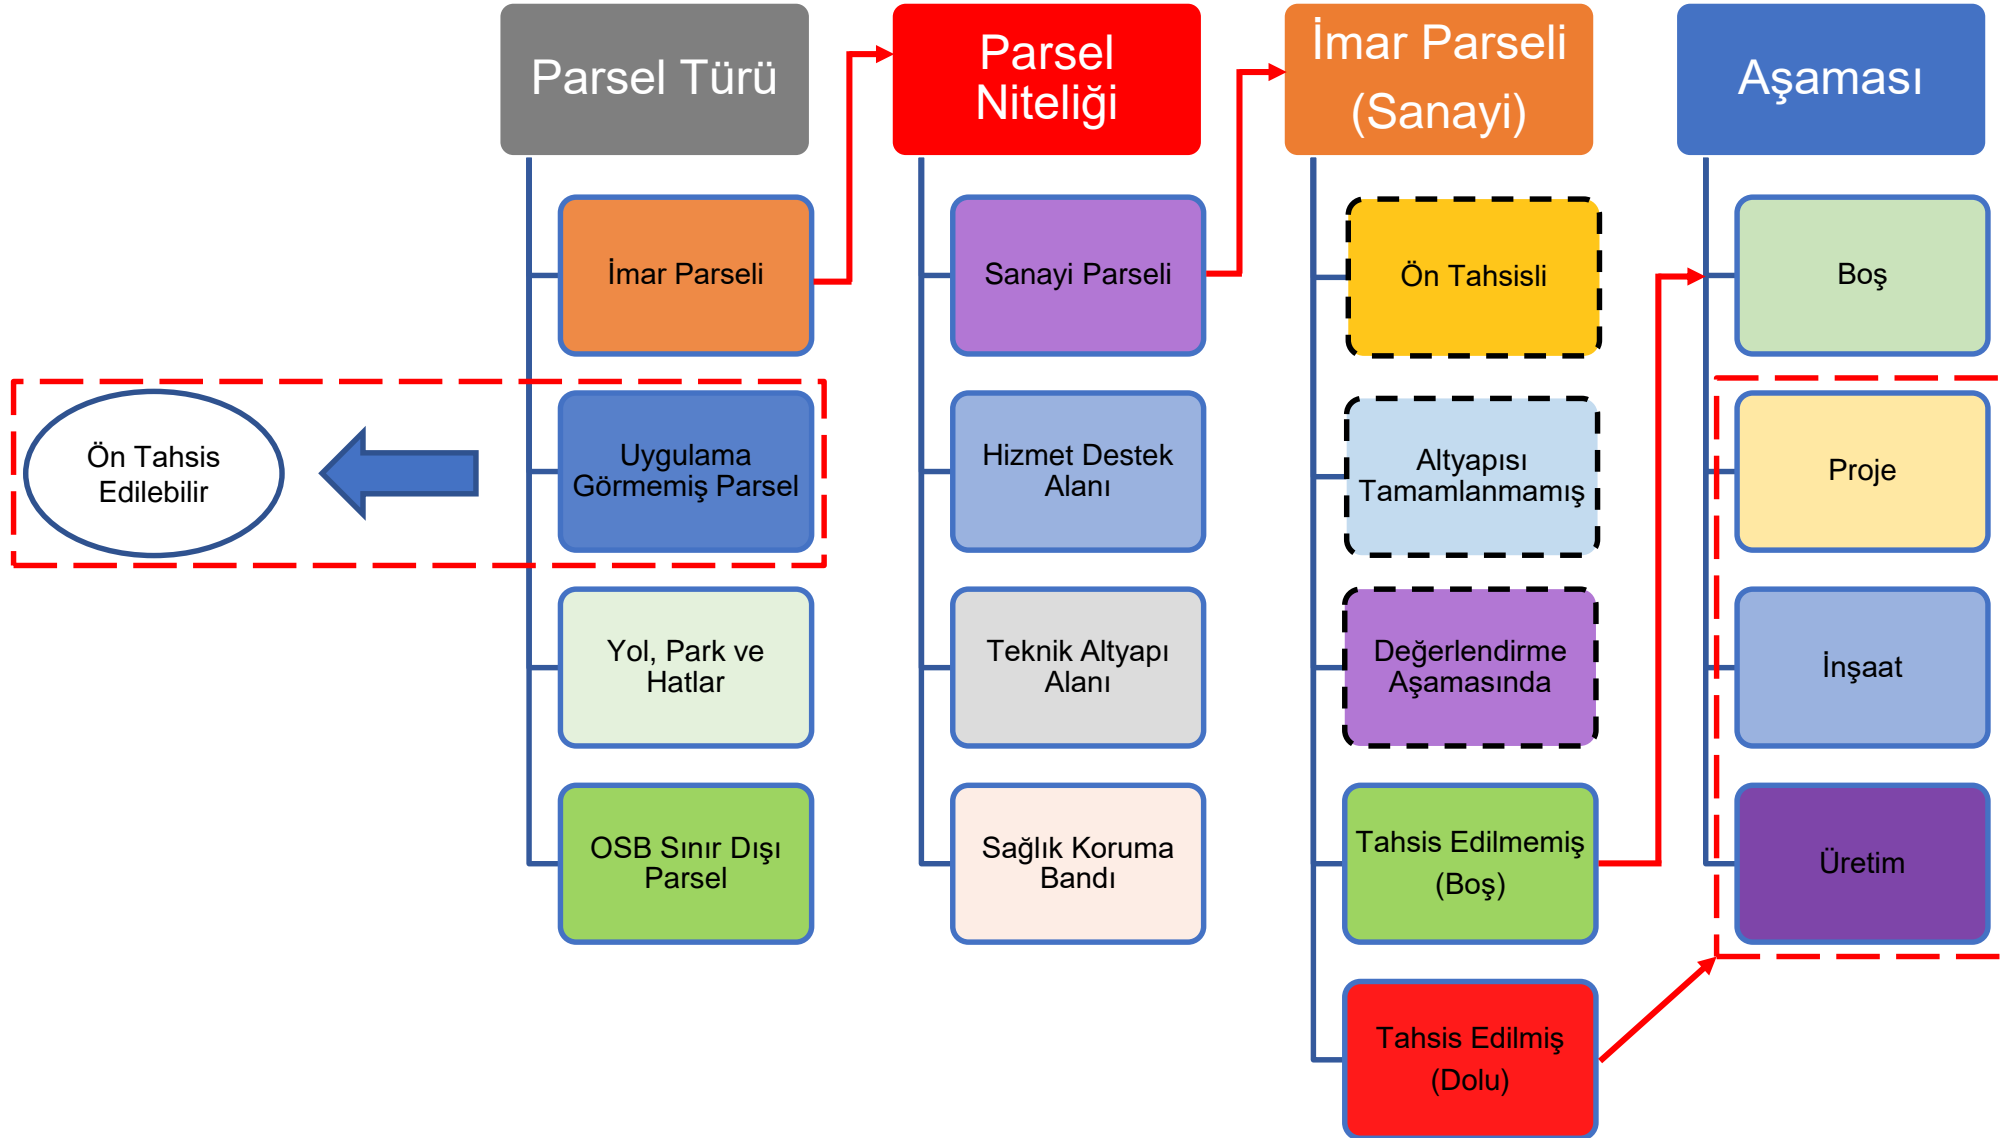 Parsel Türü
İmar Parseli
Uygulama
Görmemiş Parsel
Ön Tahsis
Edilebilir
Yol, Park ve
Hatlar
OSB Sınır Dışı
Parsel
Parsel
Niteliği
Sanayi Parseli
Hizmet Destek
Alanı
Teknik Altyapı
Alanı
Sağlık Koruma
Bandı
İmar Parseli
(Sanayi)
Ön Tahsisli
Altyapısı
Tamamlanmamış
Değerlendirme
Aşamasında
Tahsis Edilmemiş
(Boş)
Tahsis Edilmiş
(Dolu)
Aşaması
Boş
Proje
İnşaat
Üretim